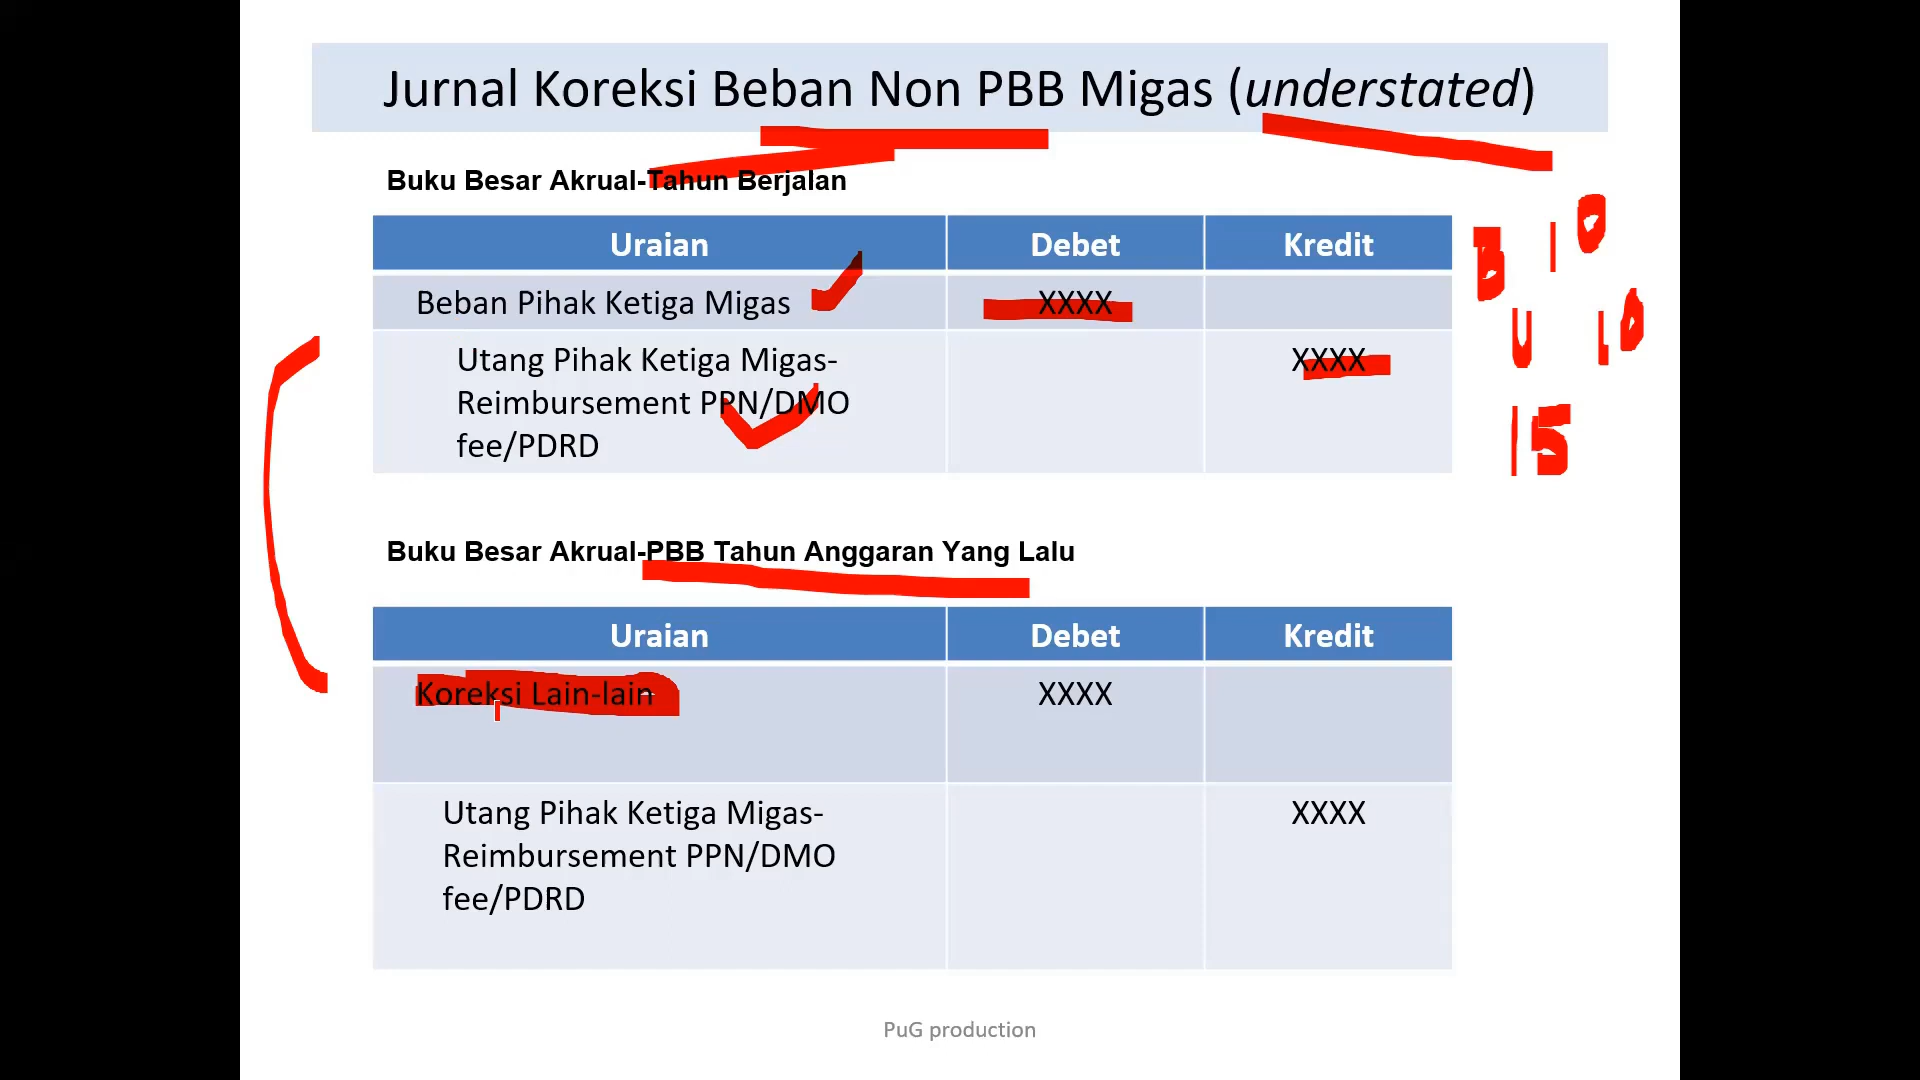 Jurnal Koreksi Beban Non PBB Migas (understated)
Buku Besar Akrual-Tahun Berjalan
Uraian Debet Kredit
Beban Pihak Ketiga Migas XXXX
Utang Pihak Ketiga Migas- XXXX
Reimbursement PPN/DMO
fee/PDRD
B 10
U 10
15
Buku Besar Akrual-PBB Tahun Anggaran Yang Lalu
Uraian Debet Kredit
Koreksi Lain-lain XXXX
Utang Pihak Ketiga Migas- XXXX
Reimbursement PPN/DMO
fee/PDRD
PuG production